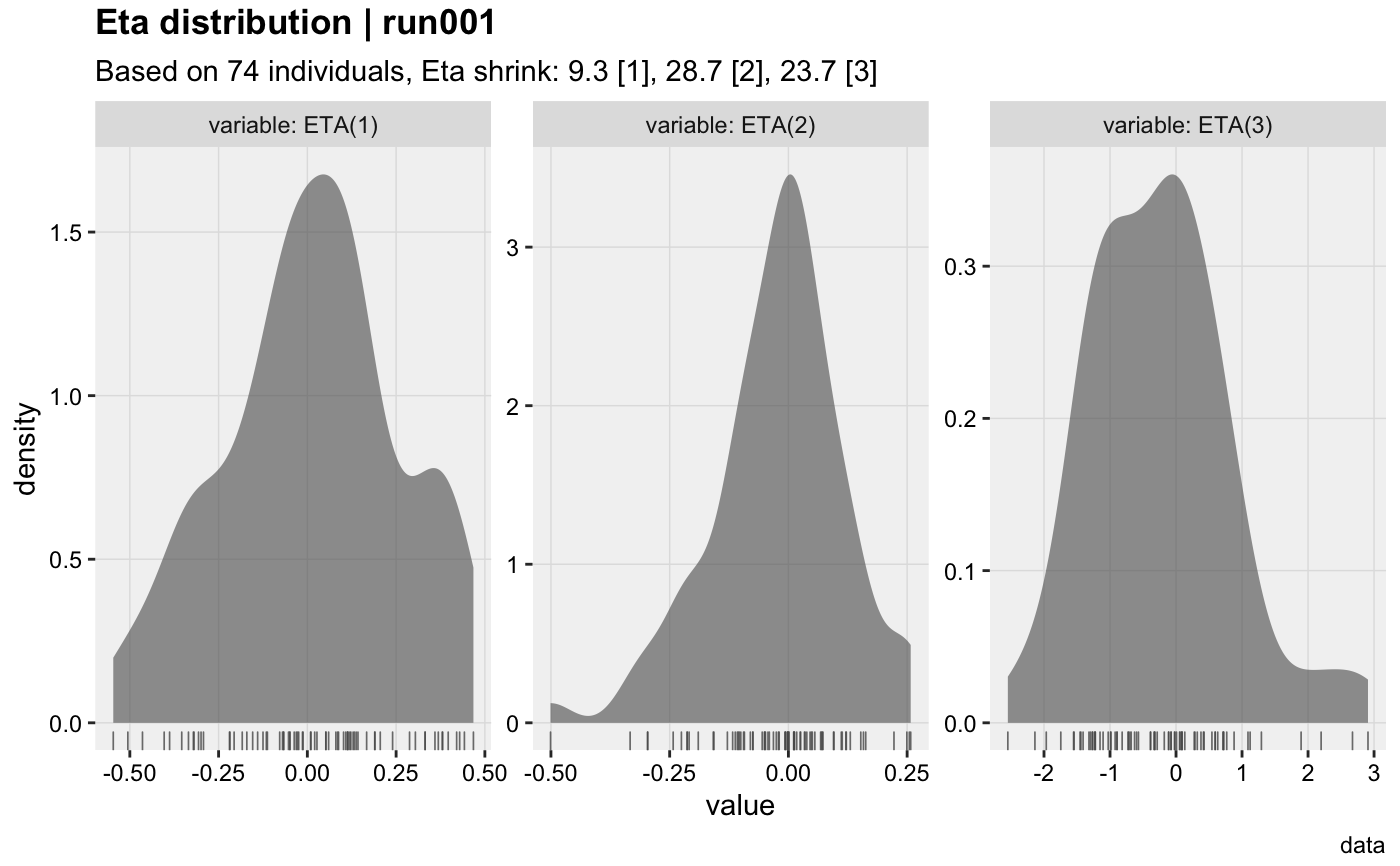 Eta distribution | run001
Based on 74 individuals, Eta shrink: 9.3 [1], 28.7 [2], 23.7 [3]
variable: ETA(1)
variable: ETA(2)
variable: ETA(3)
density
1.5
1.0
0.5
0.0
3
2
1
0
0.3
0.2
0.1
0.0
-0.50 -0.25 0.00 0.25 0.50
-0.50 -0.25 0.00 0.25
-2 -1 0 1 2 3
value
data